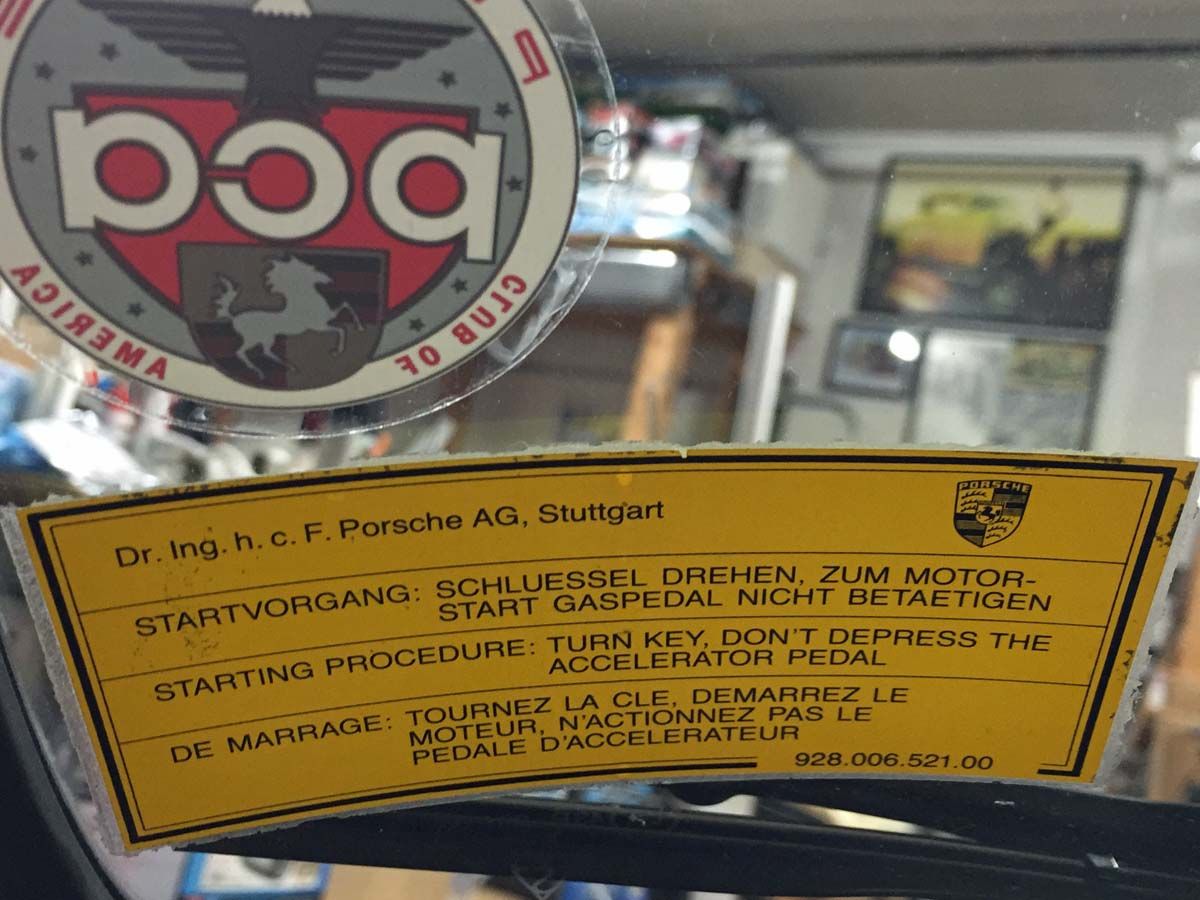 pca
CLUB OF AMERICA
Dr. Ing. h. c. F. Porsche AG, Stuttgart
PORSCHE
STARTVORGANG: SCHLUESSEL DREHEN, ZUM MOTOR-
START GASPEDAL NICHT BETAETIGEN
STARTING PROCEDURE: TURN KEY, DON'T DEPRESS THE
ACCELERATOR PEDAL
DE MARRAGE: TOURNEZ LA CLE, DEMARREZ LE
MOTEUR, N'ACTIONNEZ PAS LE
PEDALE D'ACCELERATEUR
928.006.521.00